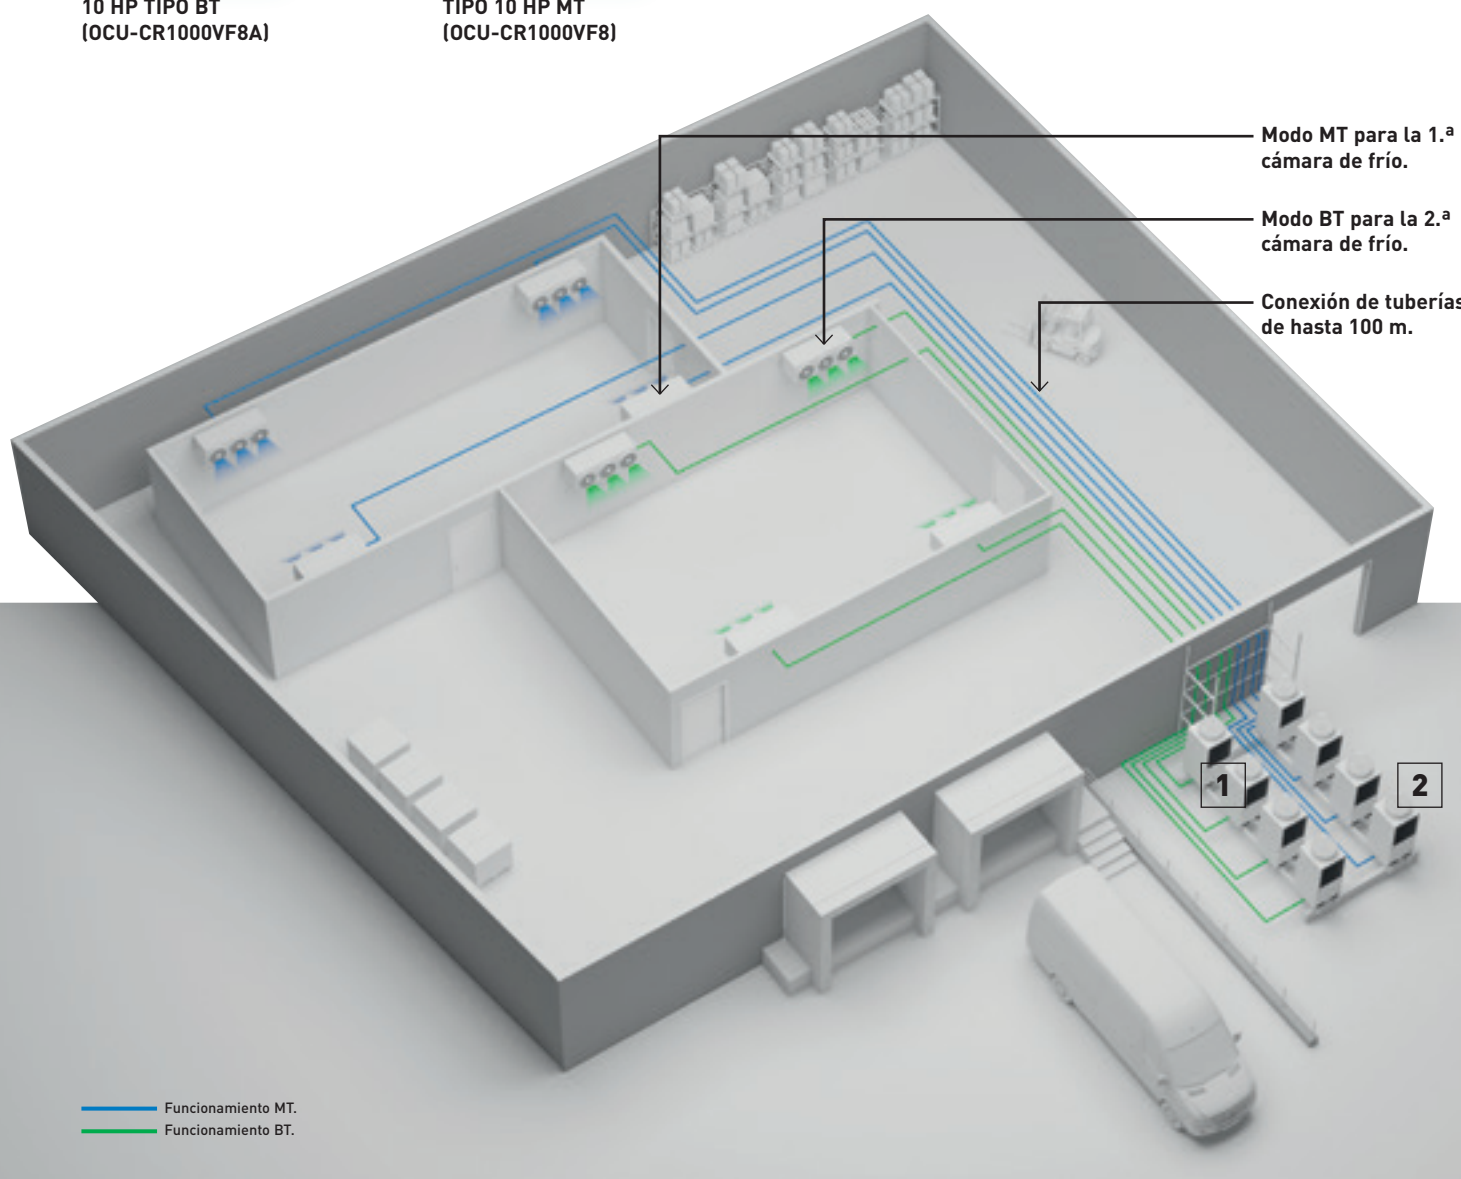 10 HP TIPO BT
(OCU-CR1000VF8A)
TIPO 10 HP MT
(OCU-CR1000VF8)
Modo MT para la 1.ª
cámara de frío.
Modo BT para la 2.ª
cámara de frío.
Conexión de tuberías
de hasta 100 m.
1
2
Funcionamiento MT.
Funcionamiento BT.